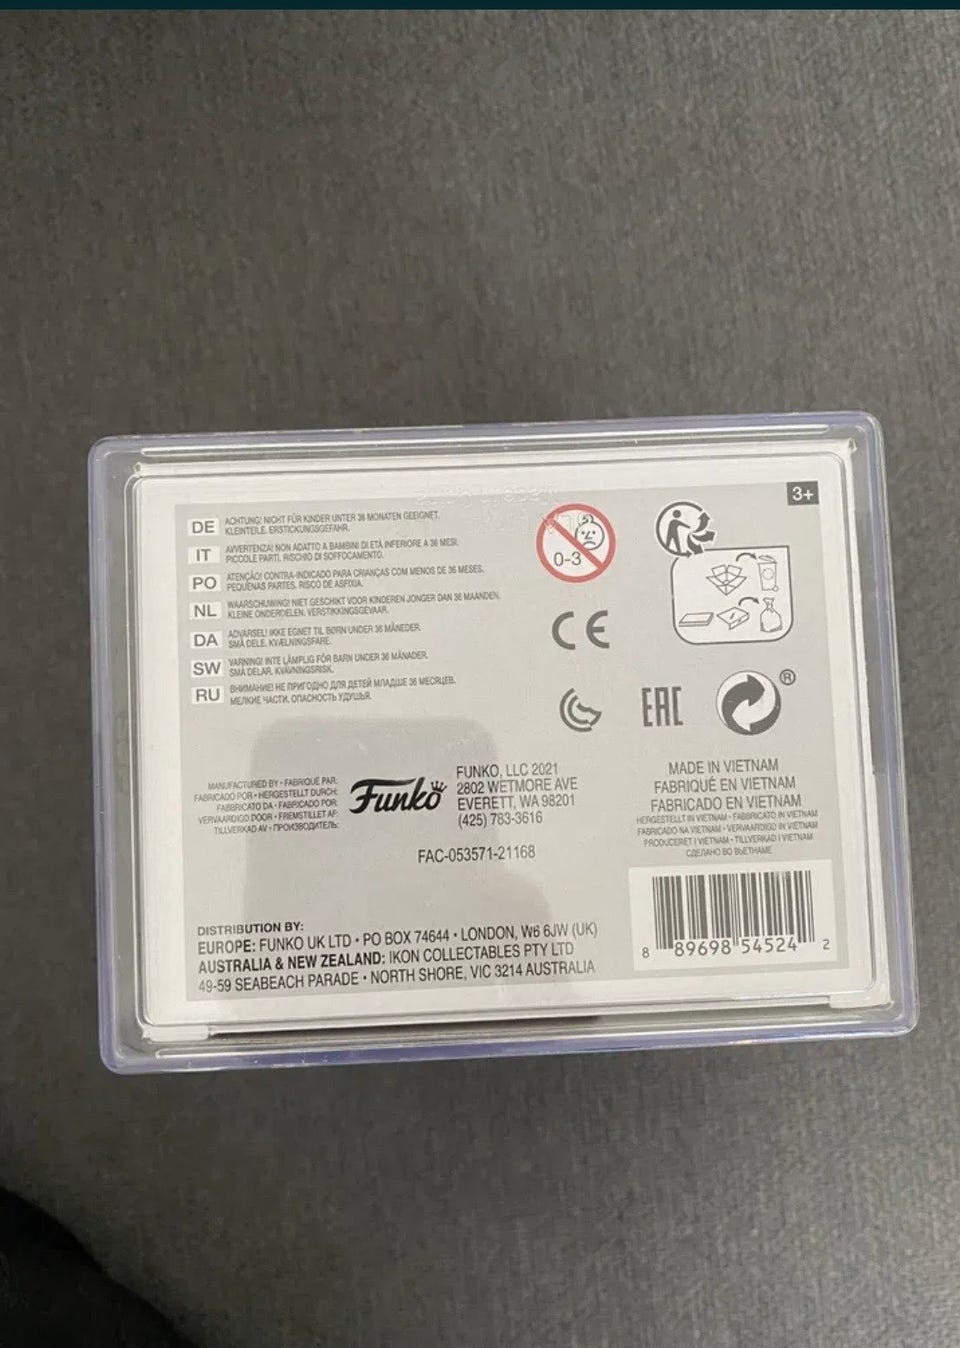 3+
DE ACHTUNG! NICHT FÜR KINDER UNTER 36 MONATEN GEEIGNET.
KLEINTEILE. ERSTICKUNGSGEFAHR.
IT AVVERTENZA! NON ADATTO A BAMBINI DI ETÀ INFERIORE A 36 MESI.
PICCOLE PARTI. RISCHIO DI SOFFOCAMENTO.
PO ATENÇÃO! CONTRA-INDICADO PARA CRIANÇAS COM MENOS DE 36 MESES.
PEQUENAS PARTES. RISCO DE ASFIXIA.
NL WAARSCHUWING! NIET GESCHIKT VOOR KINDEREN JONGER DAN 36 MAANDEN.
KLEINE ONDERDELEN. VERSTIKKINGSGEVAAR.
DA ADVARSEL! IKKE EGNET TIL BØRN UNDER 36 MÅNEDER.
SMÅ DELE. KVÆLNINGSFARE.
SW VARNING! INTE LÄMPLIG FÖR BARN UNDER 36 MÅNADER.
SMÅ DELAR. KVÄVNINGSRISK.
RU ВНИМАНИЕ! НЕ ПРИГОДНО ДЛЯ ДЕТЕЙ МЛАДШЕ 36 МЕСЯЦЕВ.
МЕЛКИЕ ЧАСТИ. ОПАСНОСТЬ УДУШЬЯ.
0-3
CE
EAC
®
MANUFACTURED BY • FABRIQUÉ PAR:
FABRICADO POR • HERGESTELLT DURCH:
FABBRICATO DA • FABRICADO POR:
VERVAARDIGD DOOR • FREMSTILLET AF:
TILLVERKAD AV • ПРОИЗВОДИТЕЛЬ:
Funko
FUNKO, LLC 2021
2802 WETMORE AVE
EVERETT, WA 98201
(425) 783-3616
FAC-053571-21168
MADE IN VIETNAM
FABRIQUÉ EN VIETNAM
FABRICADO EN VIETNAM
HERGESTELLT IN VIETNAM • FABBRICATO IN VIETNAM
FABRICADO NA VIETNAM • VERVAARDIGD IN VIETNAM
PRODUCERET I VIETNAM • TILLVERKAD I VIETNAM
СДЕЛАНО ВО ВЬЕТНАМЕ
DISTRIBUTION BY:
EUROPE: FUNKO UK LTD • PO BOX 74644 • LONDON, W6 6JW (UK)
AUSTRALIA & NEW ZEALAND: IKON COLLECTABLES PTY LTD
49-59 SEABEACH PARADE • NORTH SHORE, VIC 3214 AUSTRALIA
8 89698 54524 2